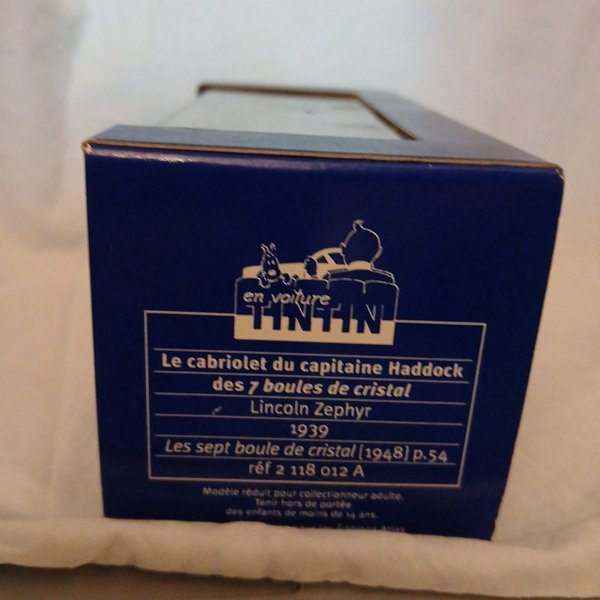 en voiture
TINTIN
Le cabriolet du capitaine Haddock
des 7 boules de cristal
Lincoln Zephyr
1939
Les sept boule de cristal [1948] p.54
réf 2 118 012 A
Modèle réduit pour collectionneur adulte.
Tenir hors de portée
des enfants de moins de 14 ans.
Atlas